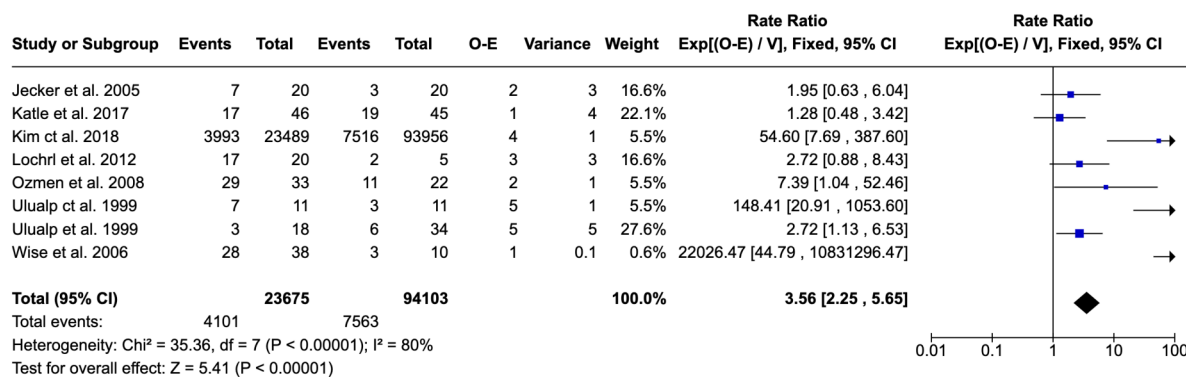 Rate Ratio Rate Ratio
Study or Subgroup Events Total Events Total O-E Variance Weight Exp[(O-E) / V], Fixed, 95% CI Exp[(O-E) / V], Fixed, 95% CI
Jecker et al. 2005 7 20 3 20 2 3 16.6% 1.95 [0.63 , 6.04]
Katle et al. 2017 17 46 19 45 1 4 22.1% 1.28 [0.48 , 3.42]
Kim ct al. 2018 3993 23489 7516 93956 4 1 5.5% 54.60 [7.69 , 387.60]
Lochrl et al. 2012 17 20 2 5 3 3 16.6% 2.72 [0.88 , 8.43]
Ozmen et al. 2008 29 33 11 22 2 1 5.5% 7.39 [1.04 , 52.46]
Ulualp ct al. 1999 7 11 3 11 5 1 5.5% 148.41 [20.91 , 1053.60]
Ulualp et al. 1999 3 18 6 34 5 5 27.6% 2.72 [1.13 , 6.53]
Wise et al. 2006 28 38 3 10 1 0.1 0.6% 22026.47 [44.79 , 10831296.47]
Total (95% CI) 23675 94103 100.0% 3.56 [2.25 , 5.65]
Total events: 4101 7563
Heterogeneity: Chi² = 35.36, df = 7 (P < 0.00001); I² = 80%
Test for overall effect: Z = 5.41 (P < 0.00001)
0.01 0.1 1 10 100